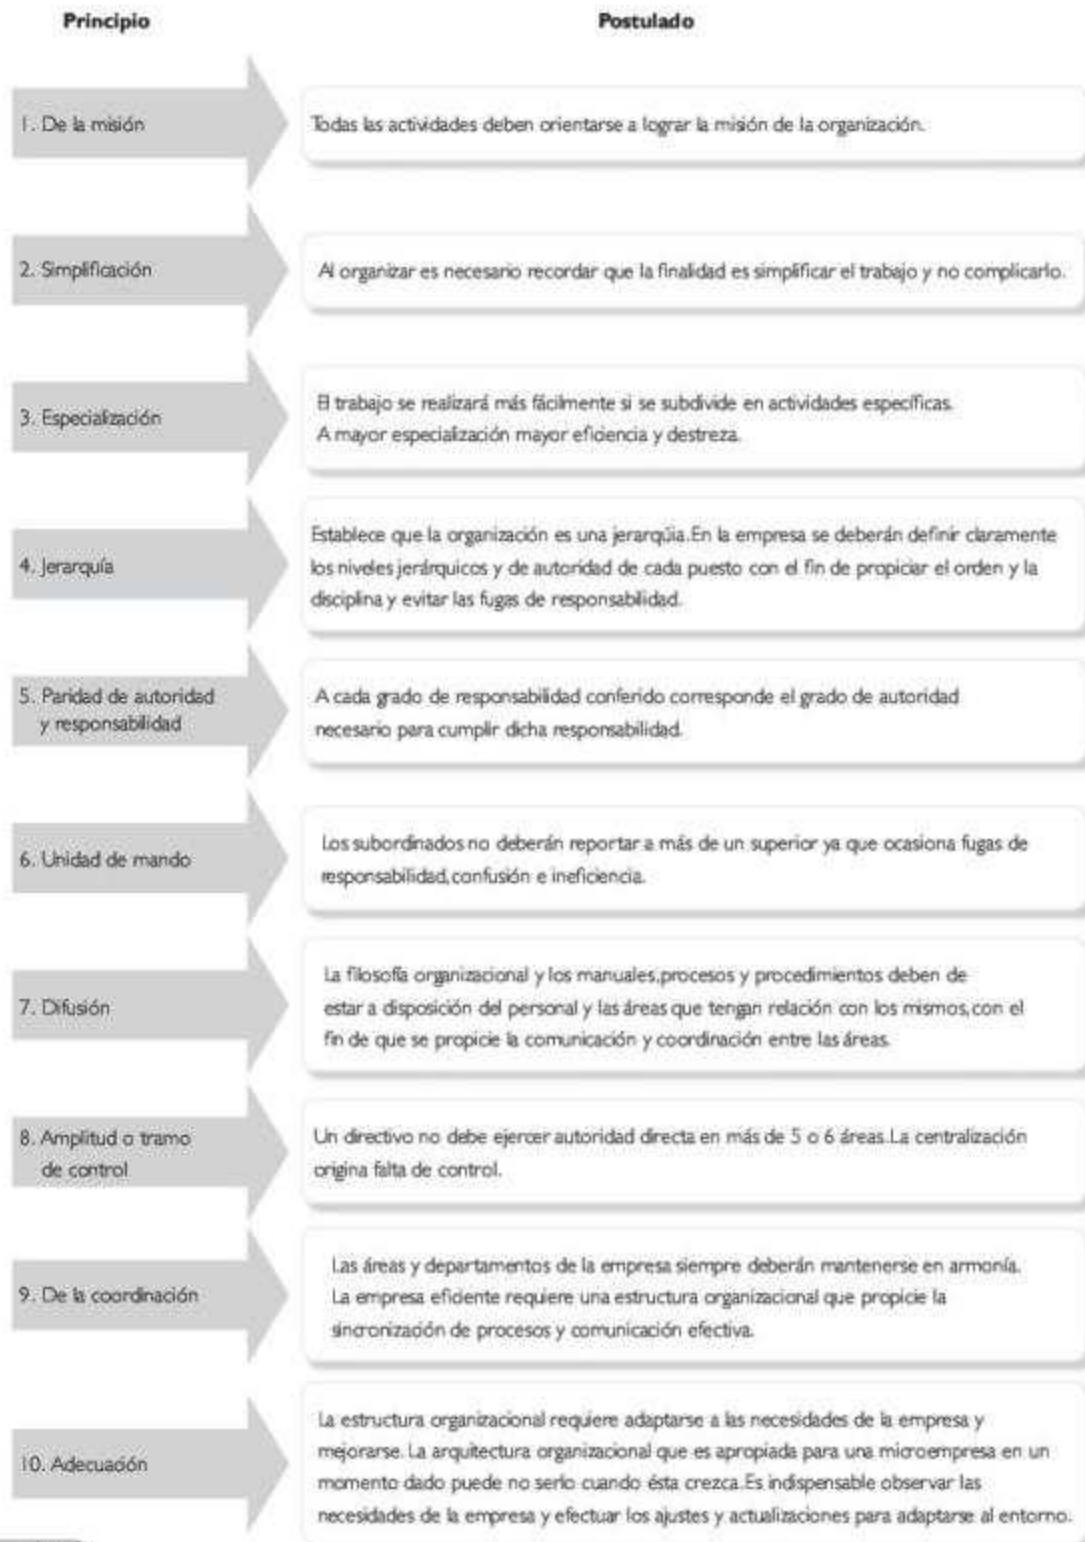 Principio
Postulado
1. De la misión
Todas las actividades deben orientarse a lograr la misión de la organización.
2. Simplificación
Al organizar es necesario recordar que la finalidad es simplificar el trabajo y no complicarlo.
3. Especialización
El trabajo se realizará más fácilmente si se subdivide en actividades específicas.
A mayor especialización mayor eficiencia y destreza.
4. Jerarquía
Establece que la organización es una jerarqüia. En la empresa se deberán definir claramente
los niveles jerárquicos y de autoridad de cada puesto con el fin de propiciar el orden y la
disciplina y evitar las fugas de responsabilidad.
5. Paridad de autoridad
y responsabilidad
A cada grado de responsabilidad conferido corresponde el grado de autoridad
necesario para cumplir dicha responsabilidad.
6. Unidad de mando
Los subordinados no deberán reportar a más de un superior ya que ocasiona fugas de
responsabilidad, confusión e ineficiencia.
7. Difusión
La filosofía organizacional y los manuales, procesos y procedimientos deben de
estar a disposición del personal y las áreas que tengan relación con los mismos, con el
fin de que se propicie la comunicación y coordinación entre las áreas.
8. Amplitud o tramo
de control
Un directivo no debe ejercer autoridad directa en más de 5 o 6 áreas. La centralización
origina falta de control.
9. De la coordinación
Las áreas y departamentos de la empresa siempre deberán mantenerse en armonía.
La empresa eficiente requiere una estructura organizacional que propicie la
sincronización de procesos y comunicación efectiva.
10. Adecuación
La estructura organizacional requiere adaptarse a las necesidades de la empresa y
mejorarse. La arquitectura organizacional que es apropiada para una microempresa en un
momento dado puede no serlo cuando ésta crezca. Es indispensable observar las
necesidades de la empresa y efectuar los ajustes y actualizaciones para adaptarse al entorno.